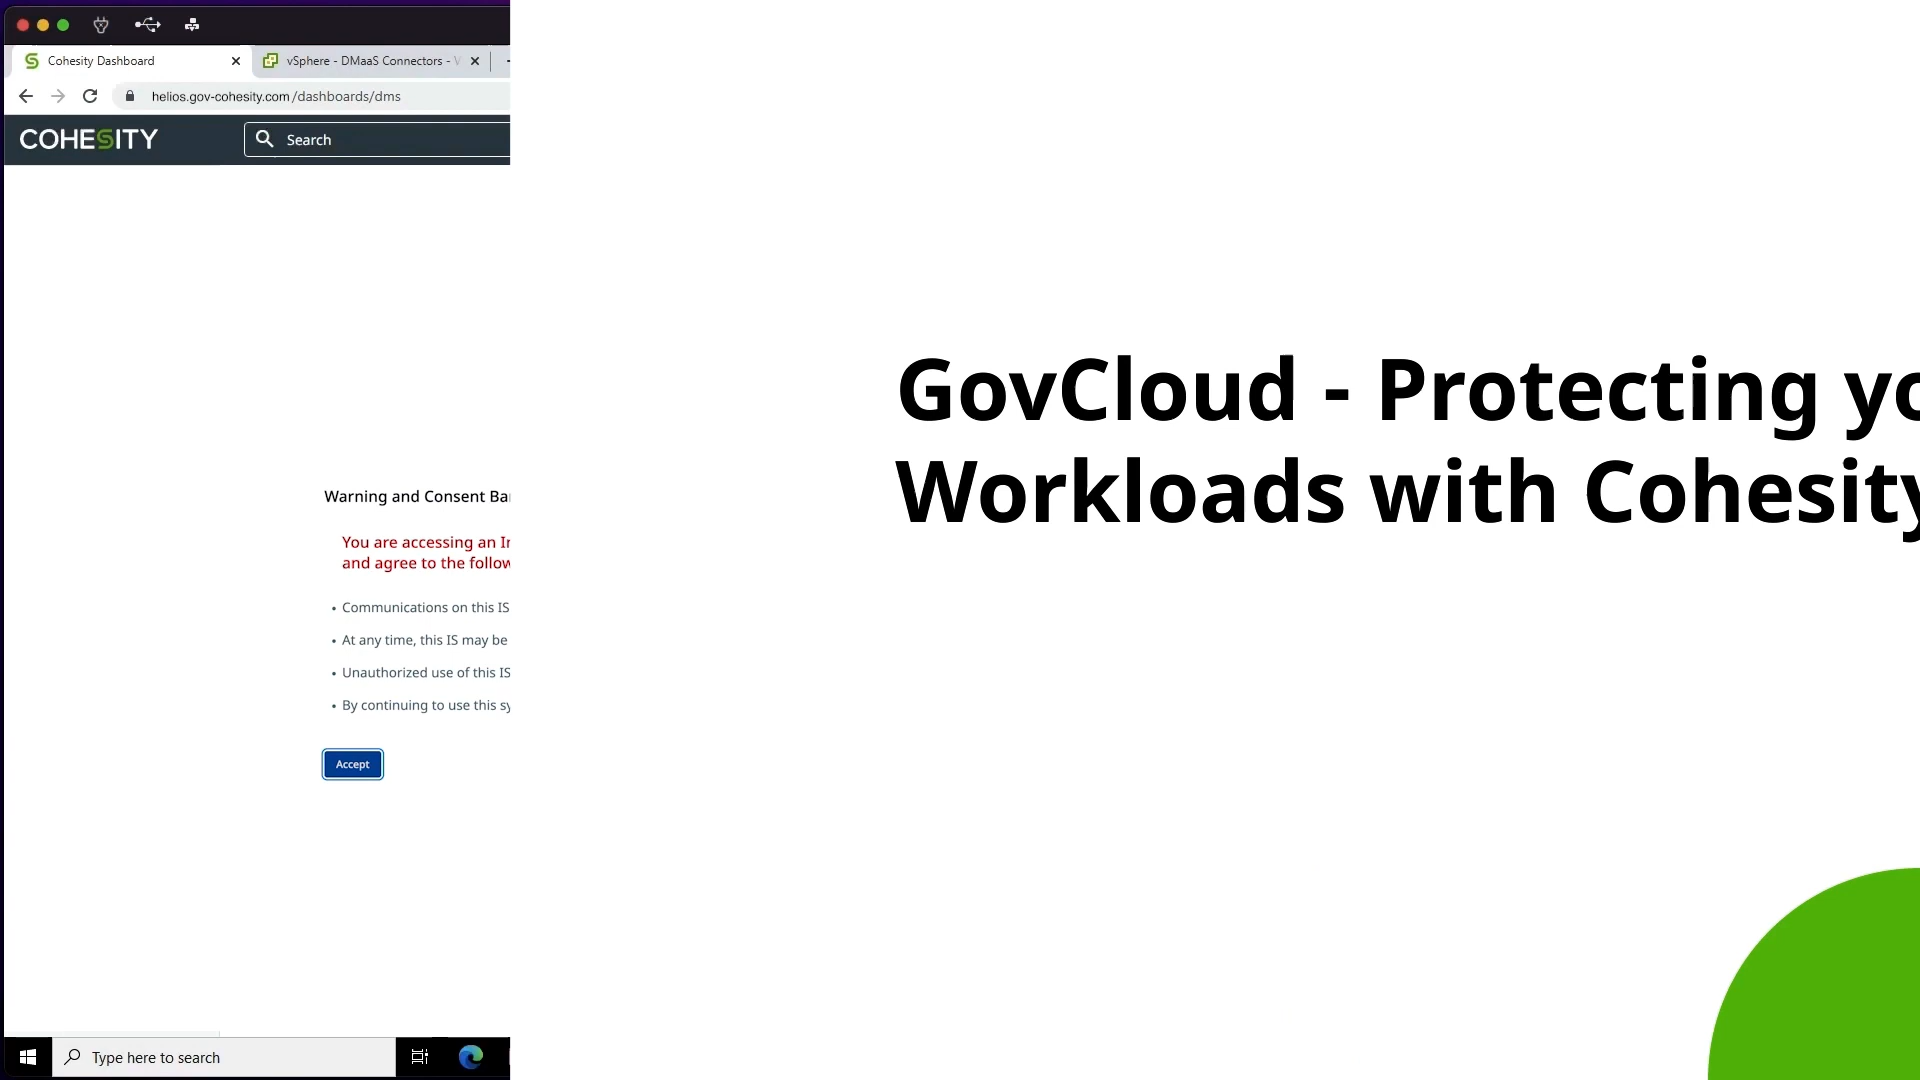 Cohesity Dashboard
vSphere - DMaaS Connectors -
helios.gov-cohesity.com/dashboards/dms
COHESITY
Search
GovCloud - Protecting yo
Workloads with Cohesity
Warning and Consent Ba
You are accessing an I
and agree to the follow
• Communications on this IS
• At any time, this IS may be
• Unauthorized use of this IS
• By continuing to use this sy
Accept
Type here to search